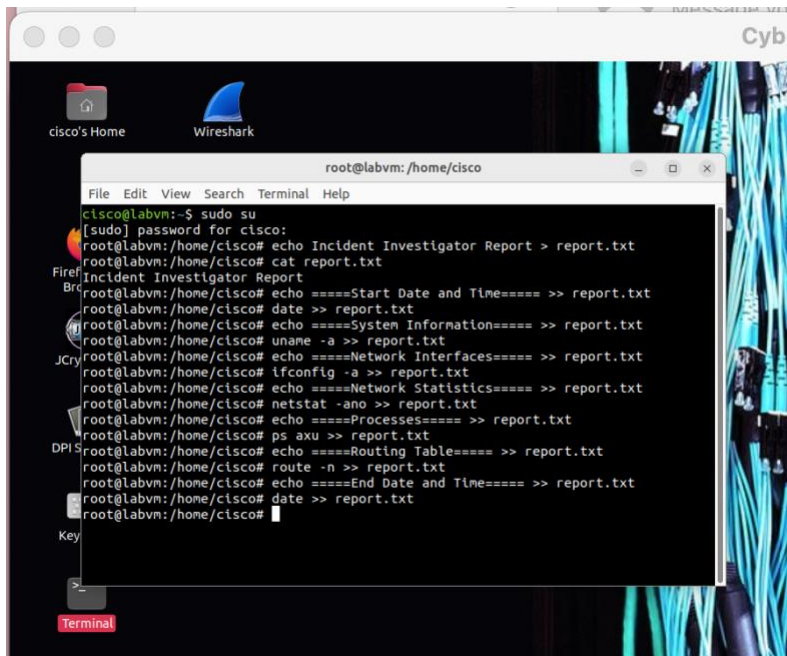 Message yo
Cyb
cisco's Home
Wireshark
root@labvm: /home/cisco
File Edit View Search Terminal Help
cisco@labvm:~$ sudo su
[sudo] password for cisco:
root@labvm:/home/cisco# echo Incident Investigator Report > report.txt
root@labvm:/home/cisco# cat report.txt
Incident Investigator Report
root@labvm:/home/cisco# echo =====Start Date and Time===== >> report.txt
root@labvm:/home/cisco# date >> report.txt
root@labvm:/home/cisco# echo =====System Information===== >> report.txt
root@labvm:/home/cisco# uname -a >> report.txt
root@labvm:/home/cisco# echo =====Network Interfaces===== >> report.txt
root@labvm:/home/cisco# ifconfig -a >> report.txt
root@labvm:/home/cisco# echo =====Network Statistics===== >> report.txt
root@labvm:/home/cisco# netstat -ano >> report.txt
root@labvm:/home/cisco# echo =====Processes===== >> report.txt
root@labvm:/home/cisco# ps axu >> report.txt
root@labvm:/home/cisco# echo =====Routing Table===== >> report.txt
root@labvm:/home/cisco# route -n >> report.txt
root@labvm:/home/cisco# echo =====End Date and Time===== >> report.txt
root@labvm:/home/cisco# date >> report.txt
root@labvm:/home/cisco#
Firef
Bro
JCry
DPI S
Key
Terminal